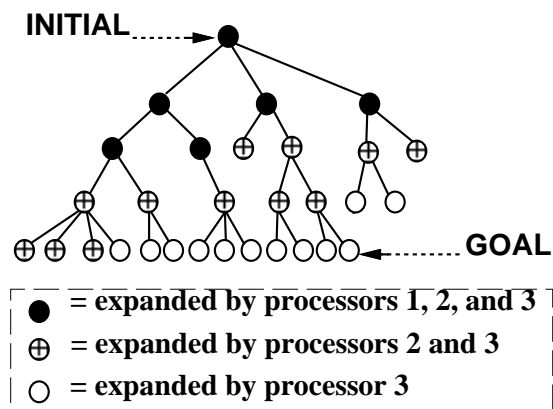 INITIAL
GOAL
= expanded by processors 1, 2, and 3
= expanded by processors 2 and 3
= expanded by processor 3